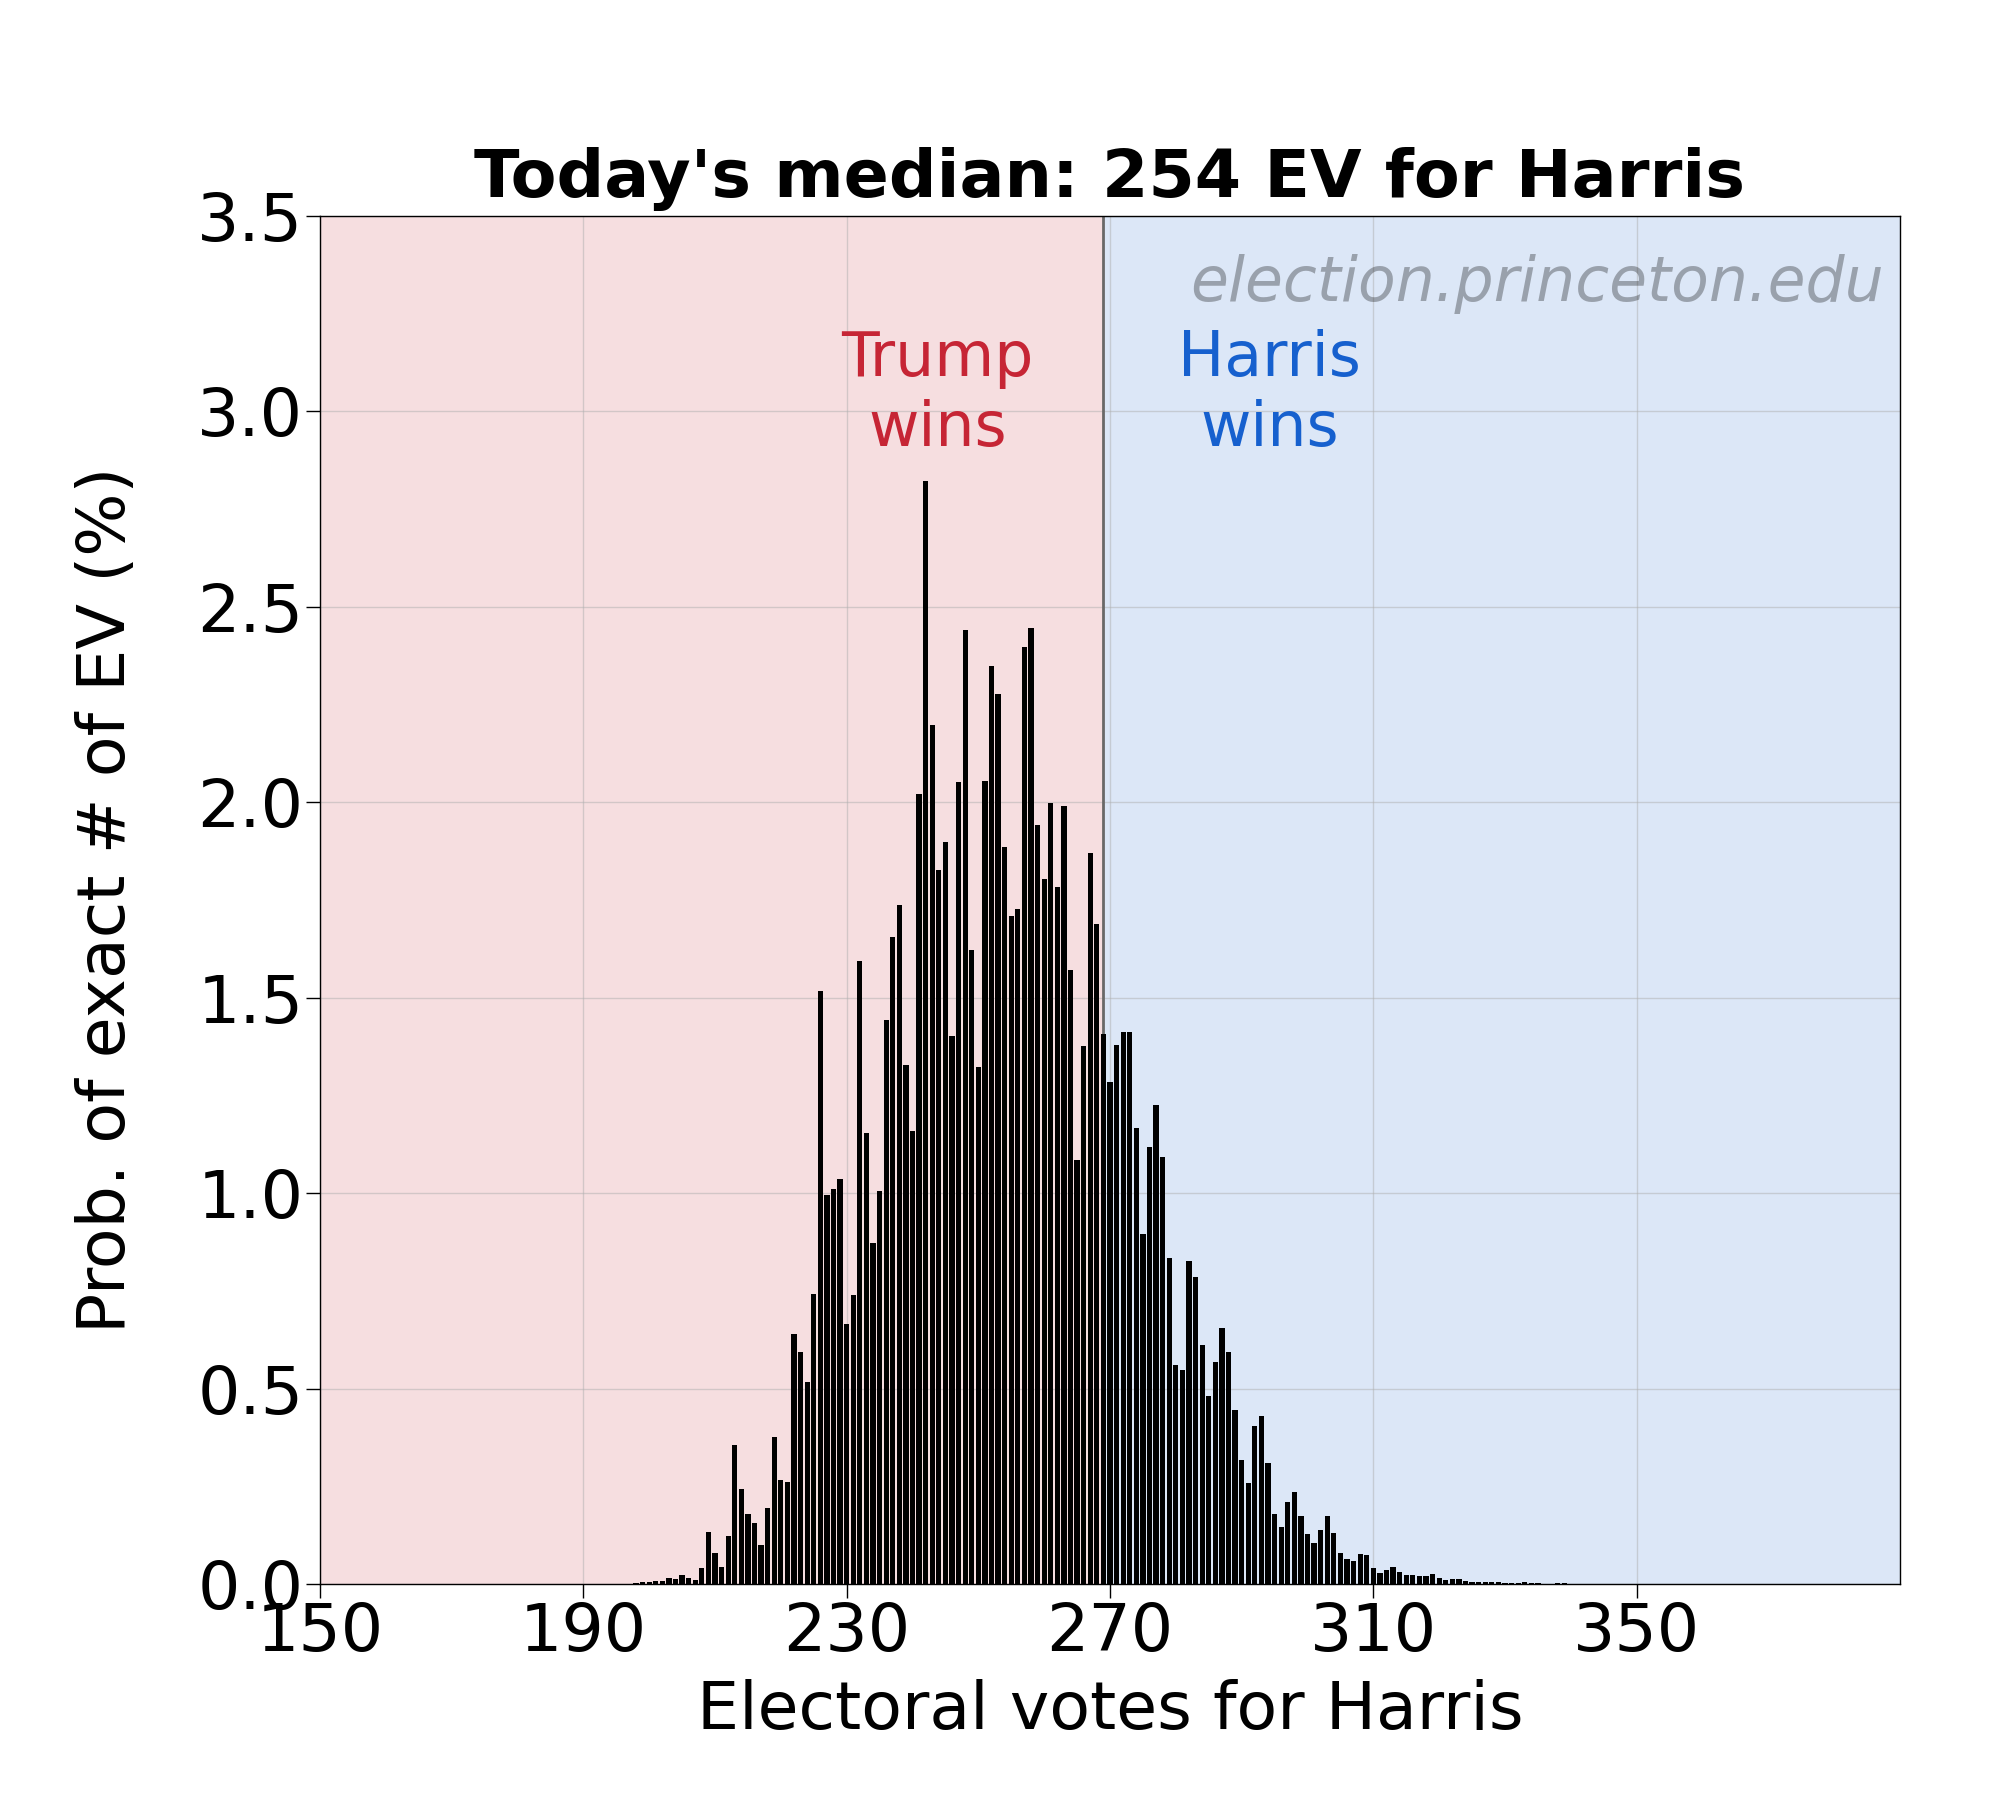 Today's median: 254 EV for Harris
election.princeton.edu
Trump
wins
Harris
wins
Prob. of exact # of EV (%)
3.5
3.0
2.5
2.0
1.5
1.0
0.5
0.0
150 190 230 270 310 350
Electoral votes for Harris